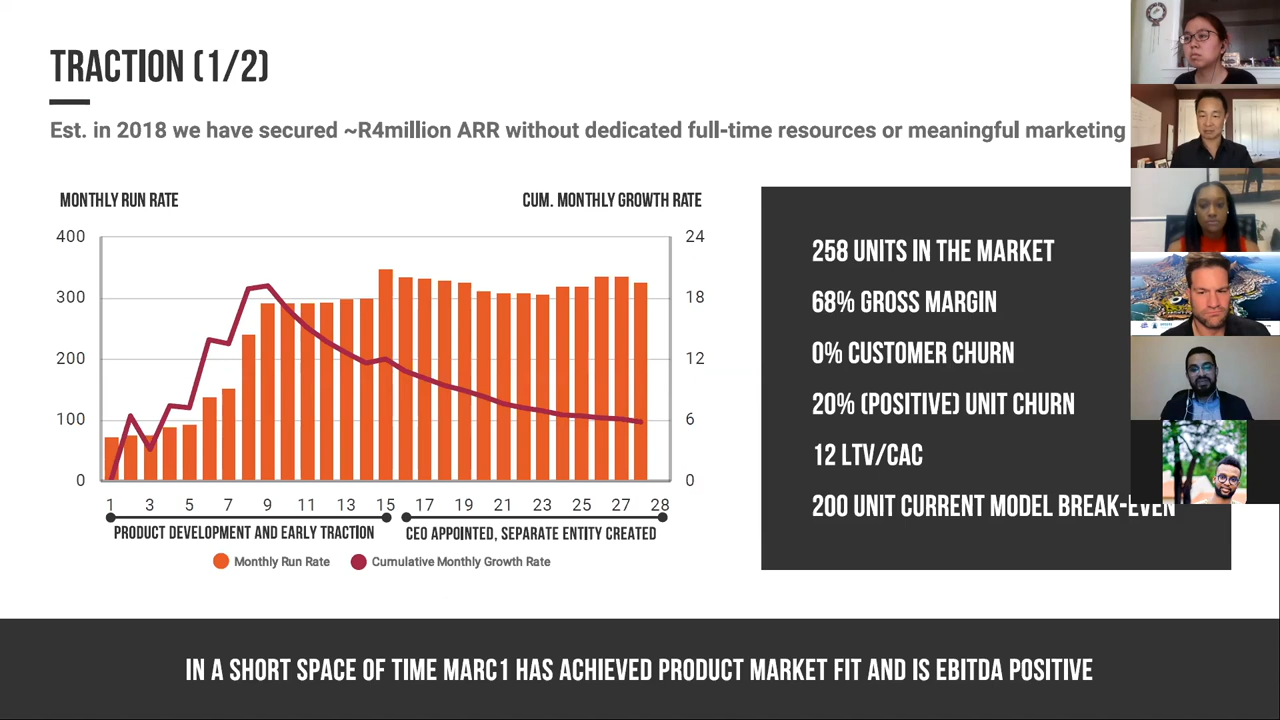 TRACTION (1/2)
Est. in 2018 we have secured ~R4million ARR without dedicated full-time resources or meaningful marketing
MONTHLY RUN RATE
CUM. MONTHLY GROWTH RATE
400
300
200
100
0
24
18
12
6
0
1 3 5 7 9 11 13 15 17 19 21 23 25 27 28
PRODUCT DEVELOPMENT AND EARLY TRACTION
CEO APPOINTED, SEPARATE ENTITY CREATED
Monthly Run Rate
Cumulative Monthly Growth Rate
258 UNITS IN THE MARKET
68% GROSS MARGIN
0% CUSTOMER CHURN
20% (POSITIVE) UNIT CHURN
12 LTV/CAC
200 UNIT CURRENT MODEL BREAK-EVEN
IN A SHORT SPACE OF TIME MARC1 HAS ACHIEVED PRODUCT MARKET FIT AND IS EBITDA POSITIVE